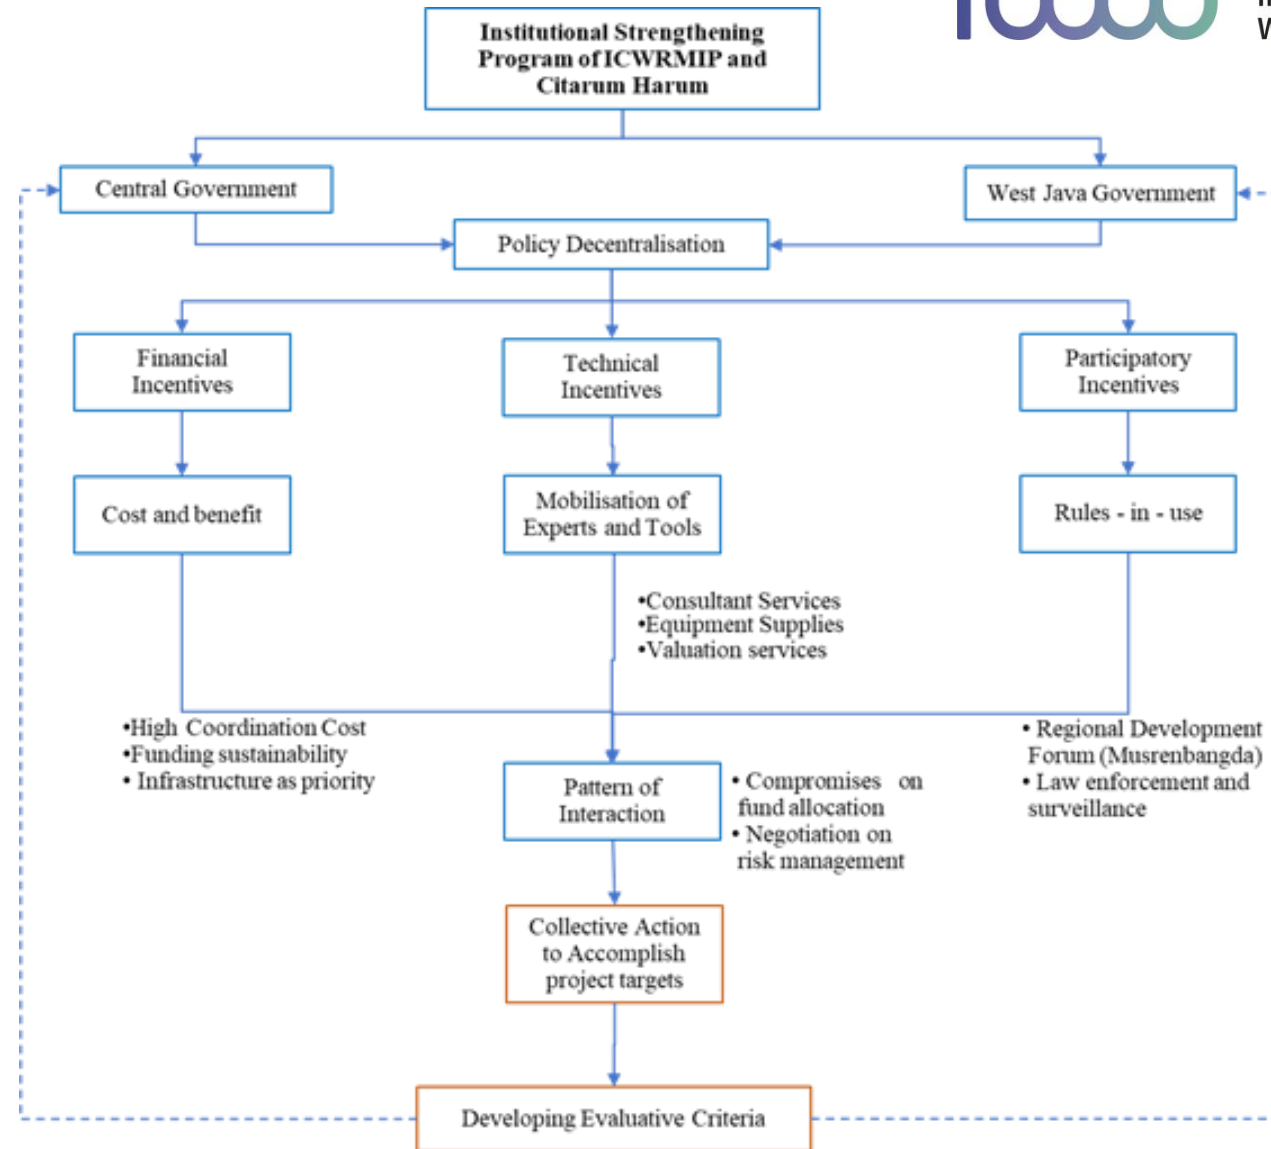 Institutional Strengthening
Program of ICWRMIP and
Citarum Harum
Central Government
West Java Government
Policy Decentralisation
Financial
Incentives
Technical
Incentives
Participatory
Incentives
Cost and benefit
Mobilisation of
Experts and Tools
Rules - in - use
•Consultant Services
•Equipment Supplies
•Valuation services
•High Coordination Cost
•Funding sustainability
• Infrastructure as priority
• Regional Development
Forum (Musrenbangda)
• Law enforcement and
surveillance
Pattern of
Interaction
• Compromises on
fund allocation
• Negotiation on
risk management
Collective Action
to Accomplish
project targets
Developing Evaluative Criteria